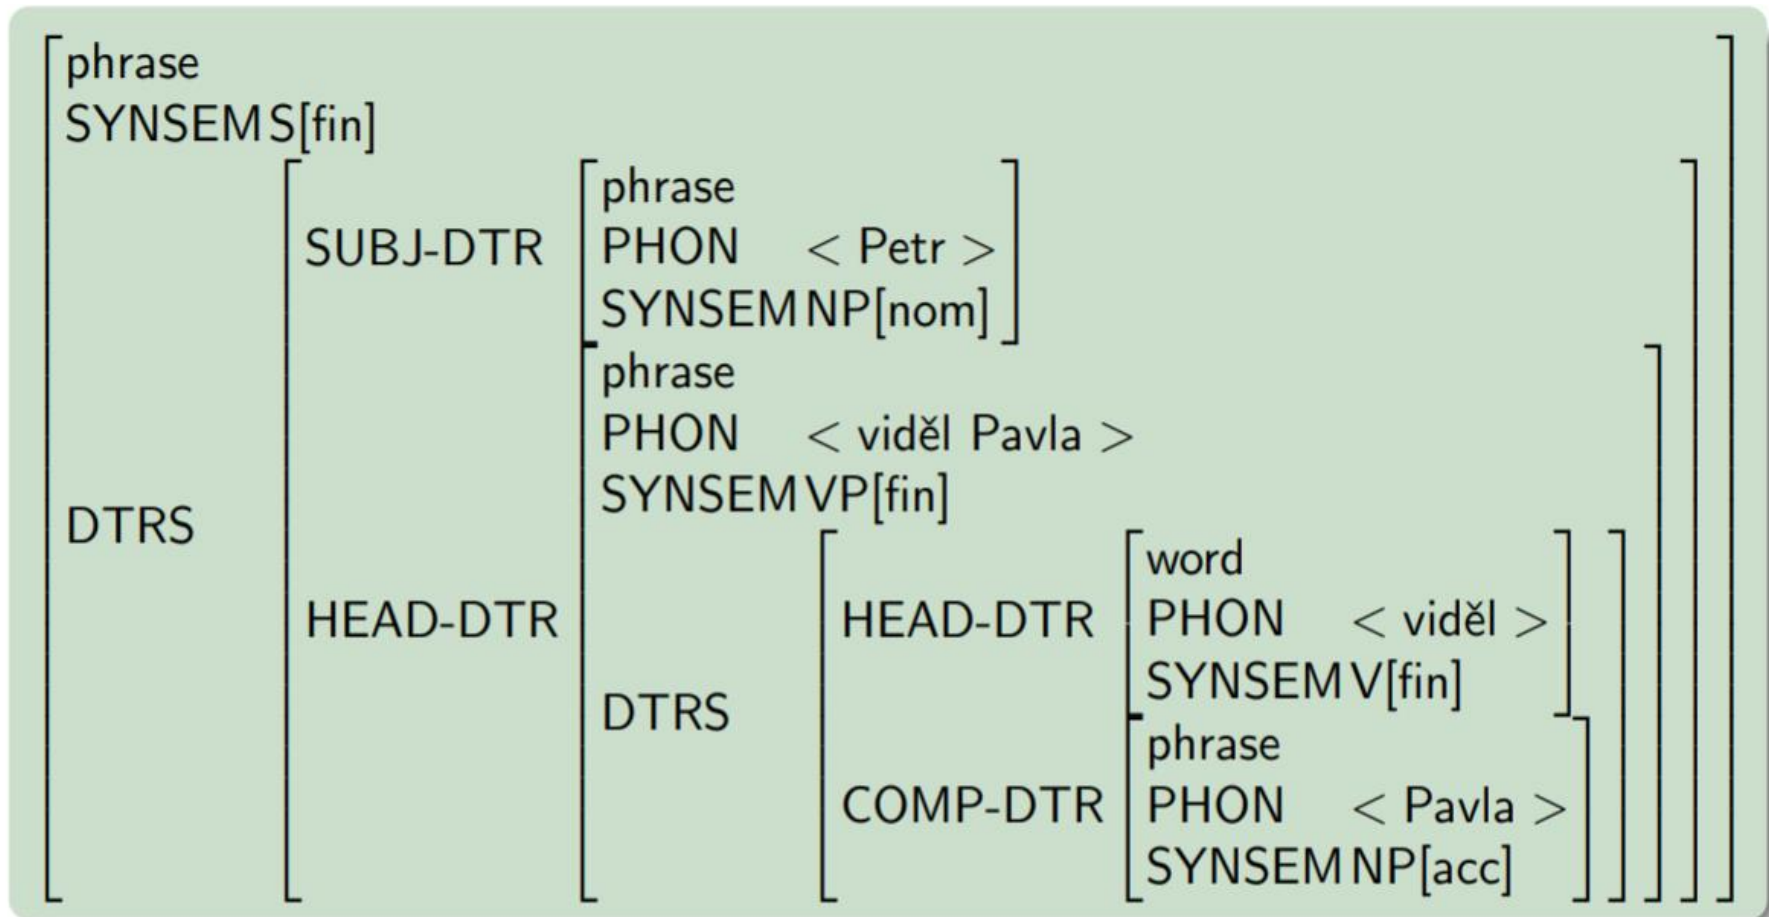 phrase
SYNSEM S[fin]
phrase
SUBJ-DTR PHON < Petr >
SYNSEM NP[nom]
phrase
PHON < viděl Pavla >
SYNSEM VP[fin]
DTRS
word
HEAD-DTR HEAD-DTR PHON < viděl >
SYNSEM V[fin]
DTRS
phrase
COMP-DTR PHON < Pavla >
SYNSEM NP[acc]